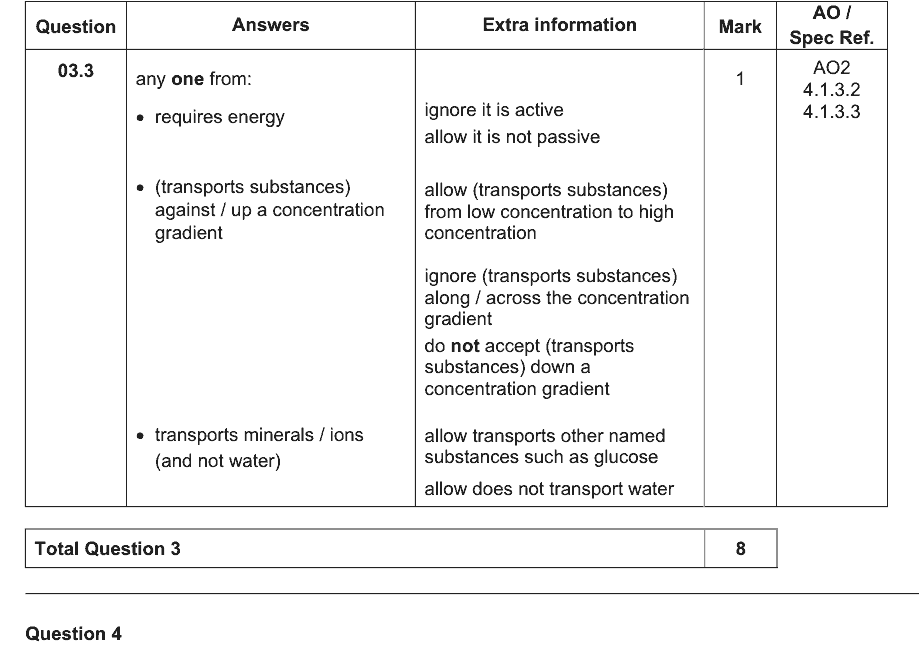 Question Answers Extra information Mark AO / Spec Ref.
03.3 any one from: 1 AO2
4.1.3.2
4.1.3.3
• requires energy
ignore it is active
allow it is not passive
• (transports substances)
against / up a concentration
gradient
allow (transports substances)
from low concentration to high
concentration
ignore (transports substances)
along / across the concentration
gradient
do not accept (transports
substances) down a
concentration gradient
• transports minerals / ions
(and not water)
allow transports other named
substances such as glucose
allow does not transport water
Total Question 3 8
Question 4